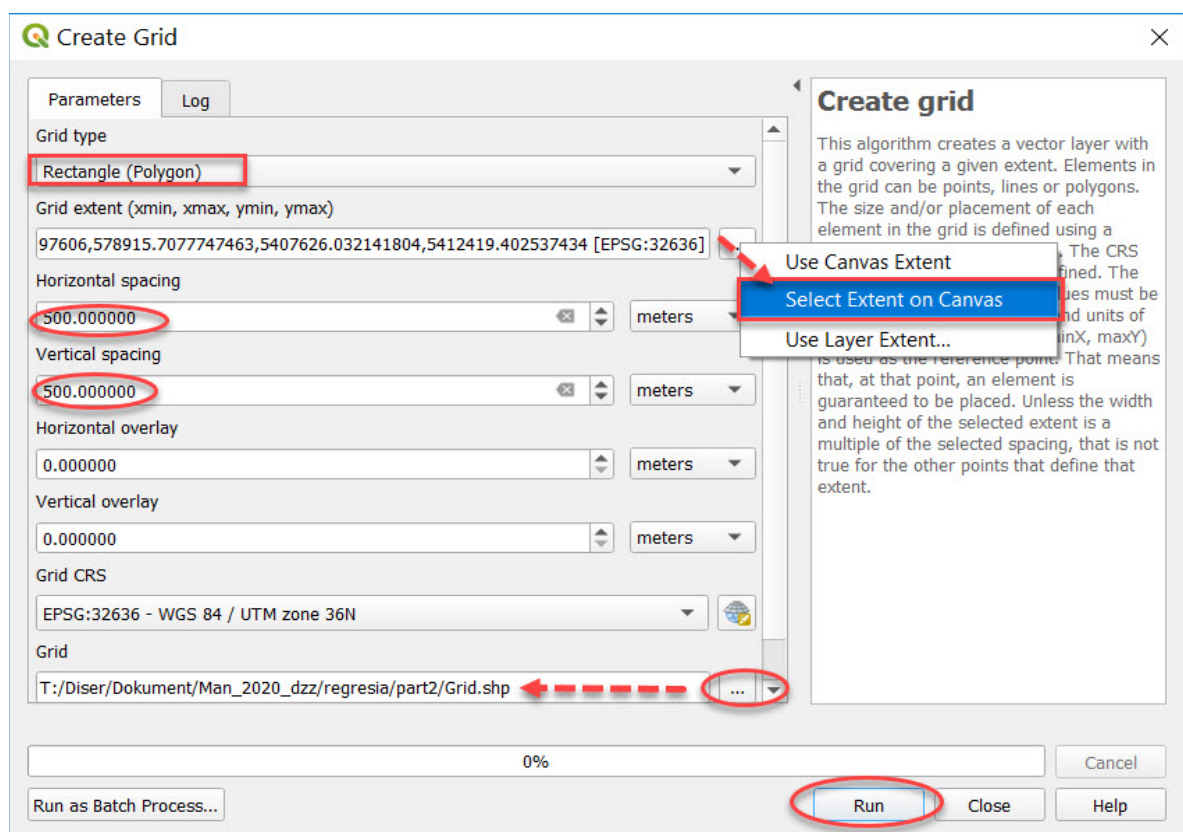 Create Grid
Parameters
Log
Grid type
Rectangle (Polygon)
Grid extent (xmin, xmax, ymin, ymax)
97606,578915.7077747463,5407626.032141804,5412419.402537434 [EPSG:32636]
Horizontal spacing
500.000000
meters
Vertical spacing
500.000000
meters
Horizontal overlay
0.000000
meters
Vertical overlay
0.000000
meters
Grid CRS
EPSG:32636 - WGS 84 / UTM zone 36N
Grid
T:/Diser/Dokument/Man_2020_dzz/regresia/part2/Grid.shp
...
Use Canvas Extent
Select Extent on Canvas
Use Layer Extent...
Create grid
This algorithm creates a vector layer with
a grid covering a given extent. Elements in
the grid can be points, lines or polygons.
The size and/or placement of each
element in the grid is defined using a
. The CRS
fined. The
ues must be
nd units of
inX, maxY)
is used as the reference point. That means
that, at that point, an element is
guaranteed to be placed. Unless the width
and height of the selected extent is a
multiple of the selected spacing, that is not
true for the other points that define that
extent.
0%
Cancel
Run as Batch Process...
Run
Close
Help